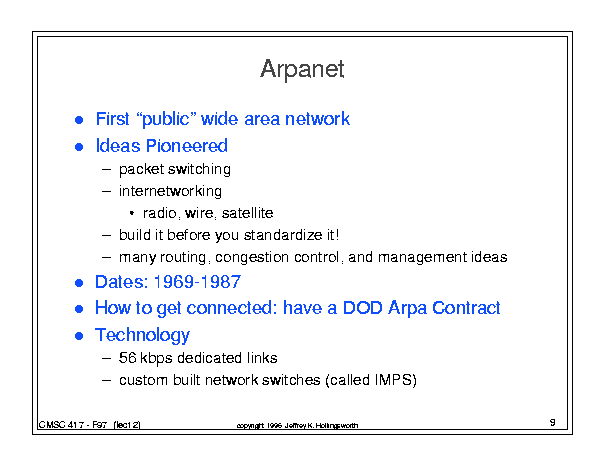 Arpanet
● First “public” wide area network
● Ideas Pioneered
– packet switching
– internetworking
• radio, wire, satellite
– build it before you standardize it!
– many routing, congestion control, and management ideas
● Dates: 1969-1987
● How to get connected: have a DOD Arpa Contract
● Technology
– 56 kbps dedicated links
– custom built network switches (called IMPS)
CMSC 417 - F97 (lect2)
copyright 1996 Jeffrey K. Hollingsworth
9